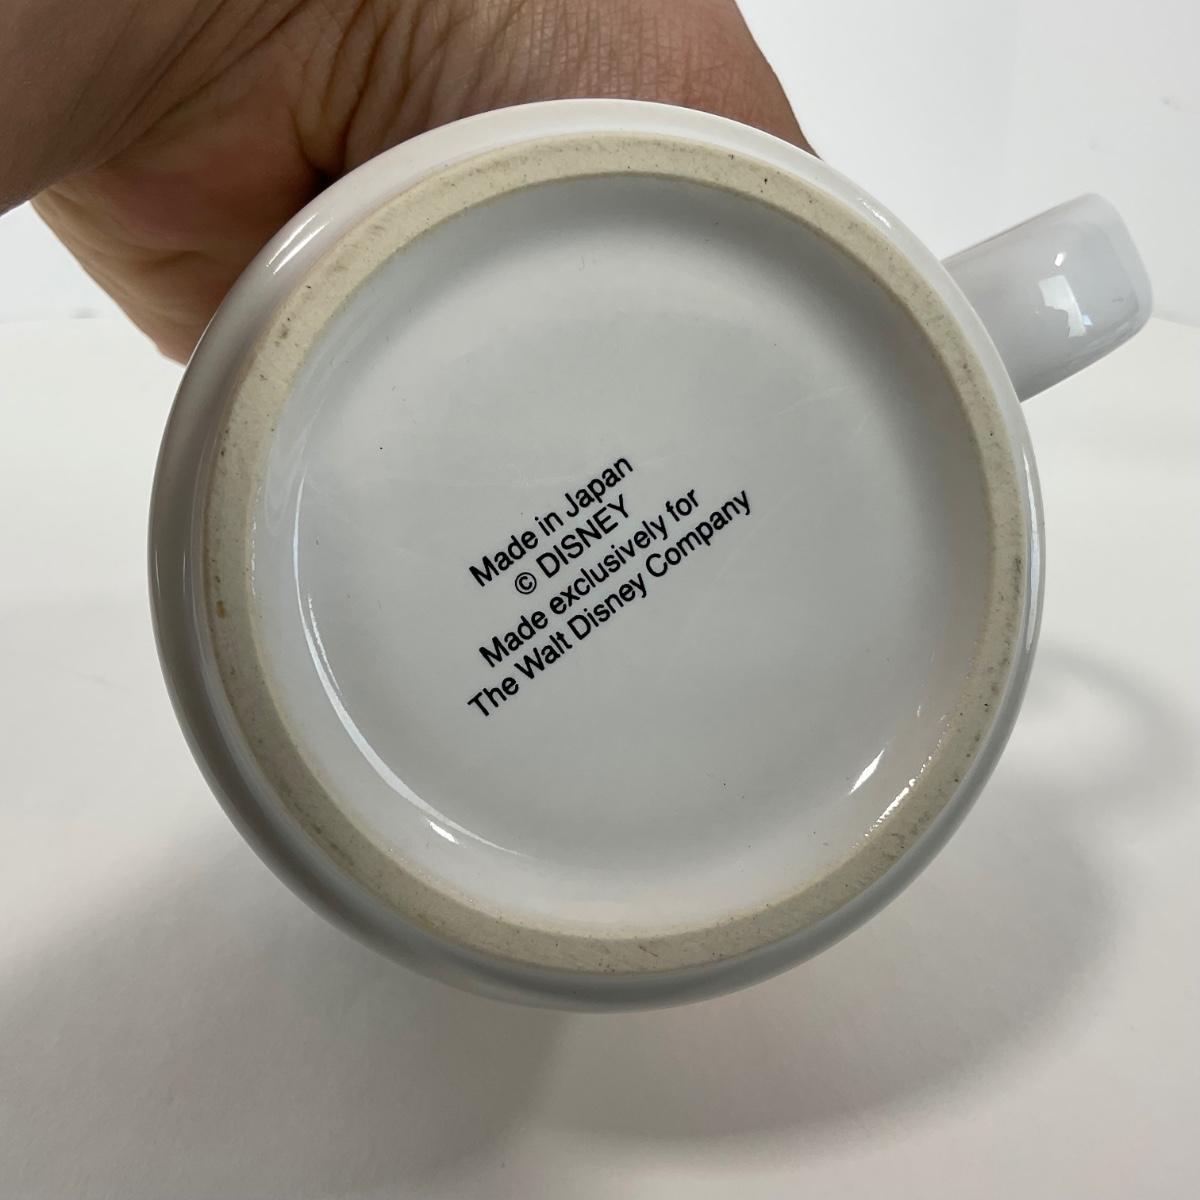 Made in Japan
© DISNEY
Made exclusively for
The Walt Disney Company